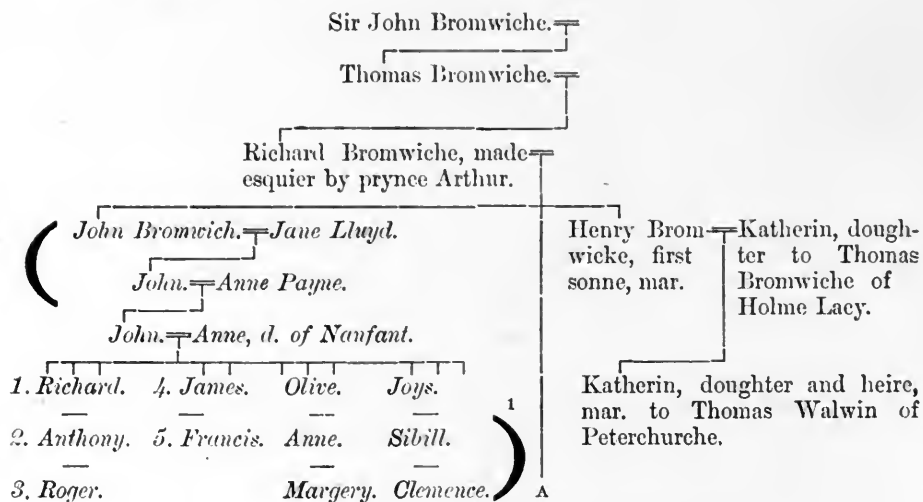 Sir John Bromwiche.
Thomas Bromwiche.
Richard Bromwiche, made
esquier by prynce Arthur.
John Bromwich. Jane Lluyd.
John. Anne Payne.
John. Anne, d. of Nanfant.
1. Richard. 4. James. Olive. Joys.
2. Anthony. 5. Francis. Anne. Sibill.
3. Roger. Margery. Clemence. 1
Henry Brom-
wicke, first
sonne, mar.
Katherin, dough-
ter to Thomas
Bromwiche of
Holme Lacy.
Katherin, doughter and heire,
mar. to Thomas Walwin of
Peterchurche.
A